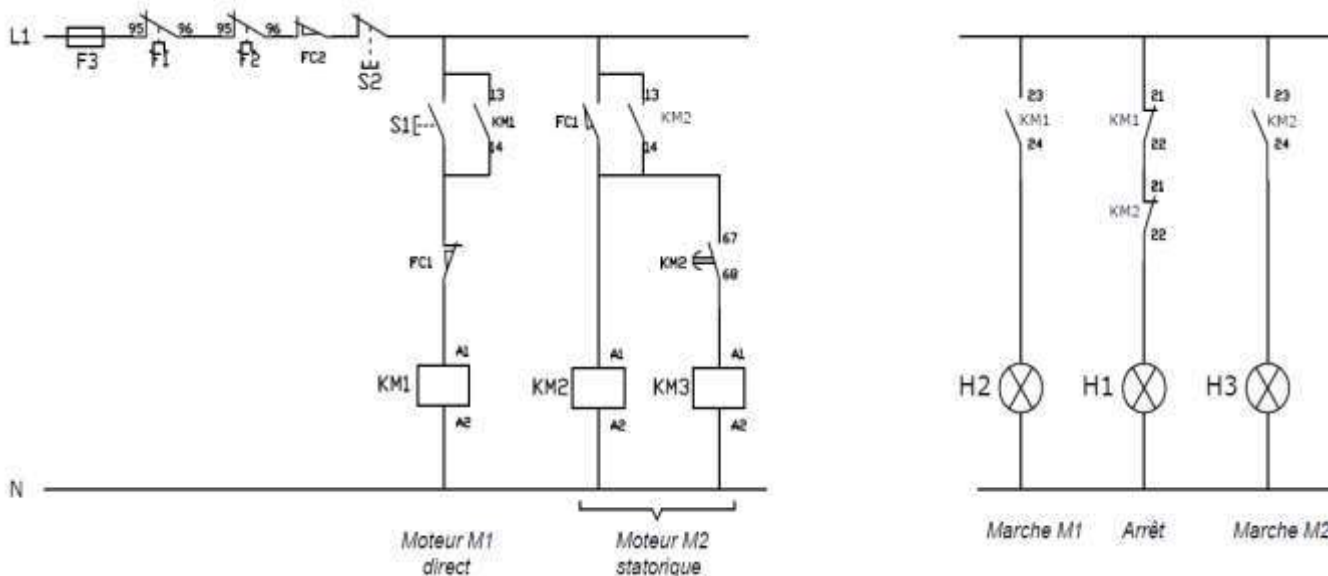 L1
95 96 95 96
F3 F1 F2 FC2 S2
13 13 23 21 23
S1 KM1 FC1 KM2 KM1 KM1 KM2
14 14 24 22 24
21
KM2
22
67
FC1 KM2
68
A1 A1 A1
KM1 KM2 KM3 H2 H1 H3
A2 A2 A2
N
Moteur M1 Moteur M2 Marche M1 Arrêt Marche M2
direct statorique